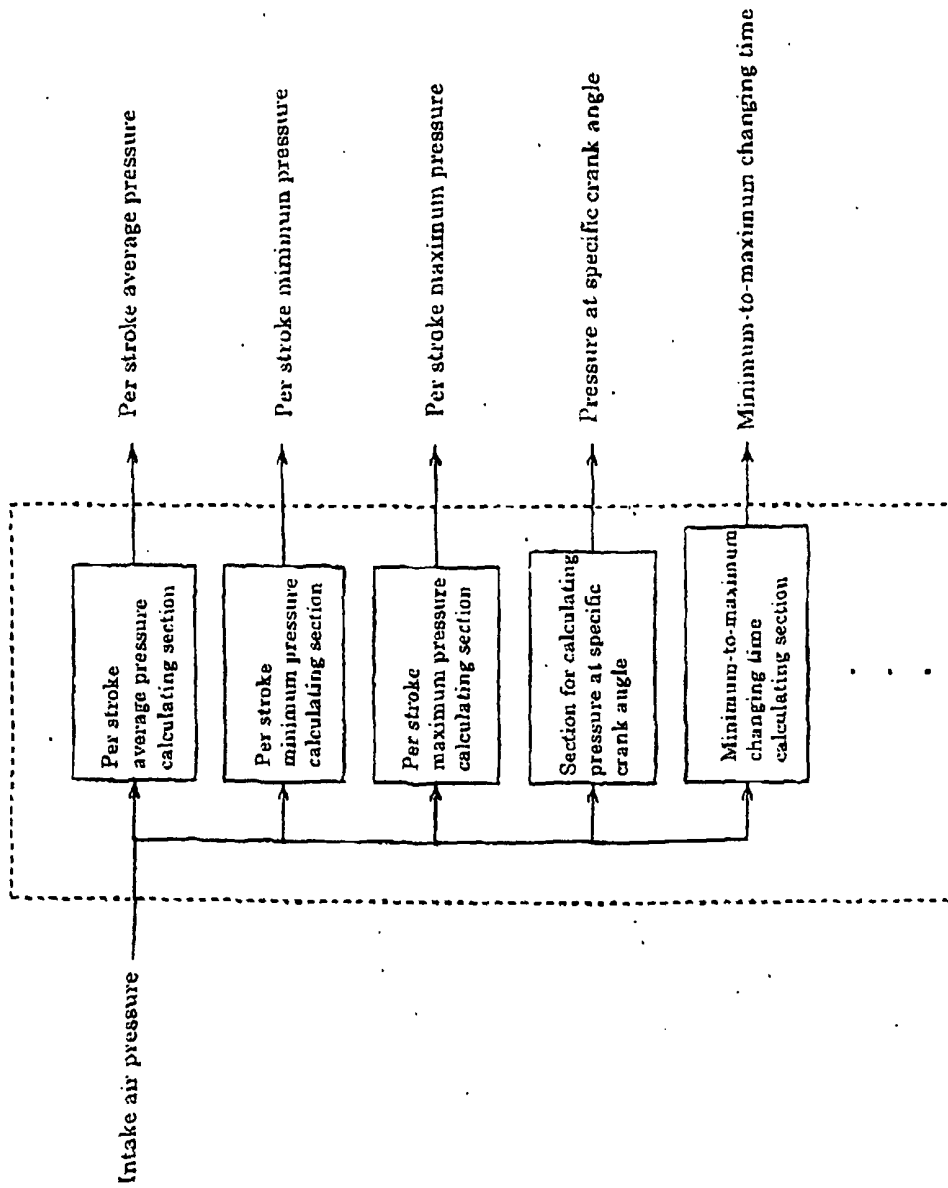 Intake air pressure
Per stroke
average pressure
calculating section
Per stroke average pressure
Per stroke
minimum pressure
calculating section
Per stroke minimum pressure
Per stroke
maximum pressure
calculating section
Per stroke maximum pressure
Section for calculating
pressure at specific
crank angle
Pressure at specific crank angle
Minimum-to-maximum
changing time
calculating section
Minimum-to-maximum changing time